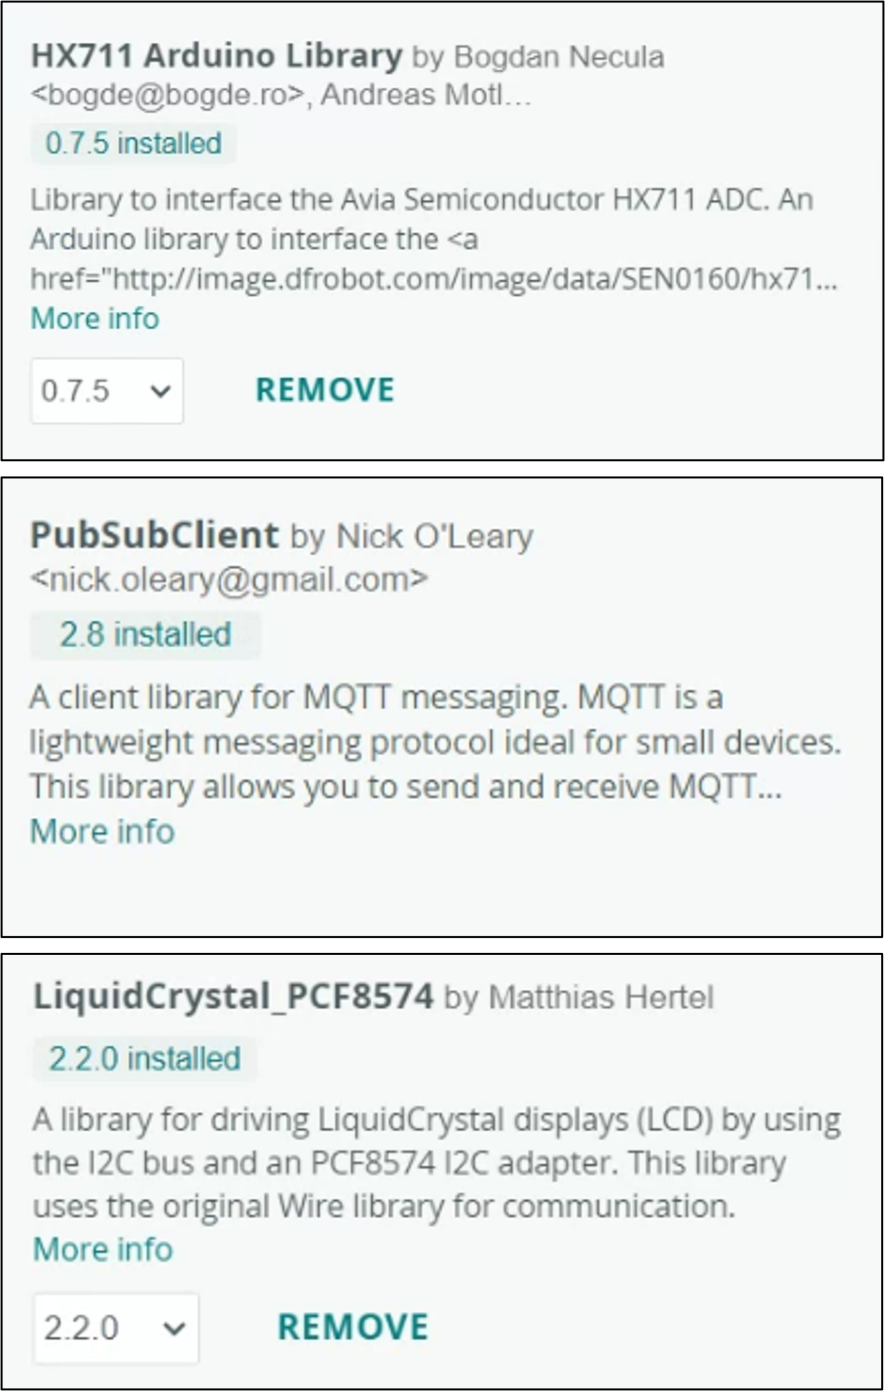 HX711 Arduino Library by Bogdan Necula
<bogde@bogde.ro>, Andreas Motl...
0.7.5 installed
Library to interface the Avia Semiconductor HX711 ADC. An
Arduino library to interface the <a
href="http://image.dfrobot.com/image/data/SEN0160/hx71...
More info
0.7.5
REMOVE
PubSubClient by Nick O'Leary
<nick.oleary@gmail.com>
2.8 installed
A client library for MQTT messaging. MQTT is a
lightweight messaging protocol ideal for small devices.
This library allows you to send and receive MQTT...
More info
LiquidCrystal_PCF8574 by Matthias Hertel
2.2.0 installed
A library for driving LiquidCrystal displays (LCD) by using
the I2C bus and an PCF8574 I2C adapter. This library
uses the original Wire library for communication.
More info
2.2.0
REMOVE